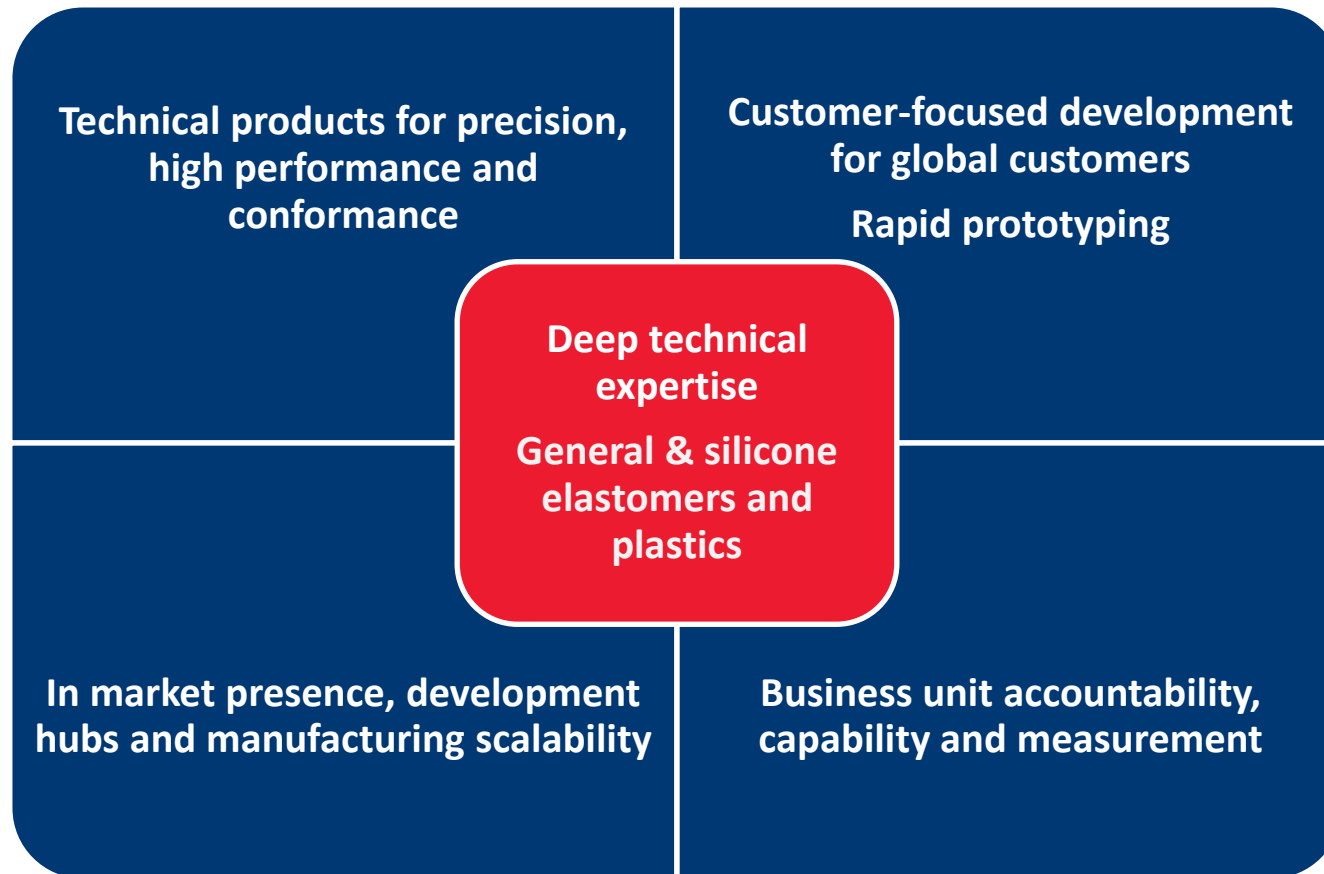 Technical products for precision,
high performance and
conformance
Customer-focused development
for global customers
Rapid prototyping
Deep technical
expertise
General & silicone
elastomers and
plastics
In market presence, development
hubs and manufacturing scalability
Business unit accountability,
capability and measurement